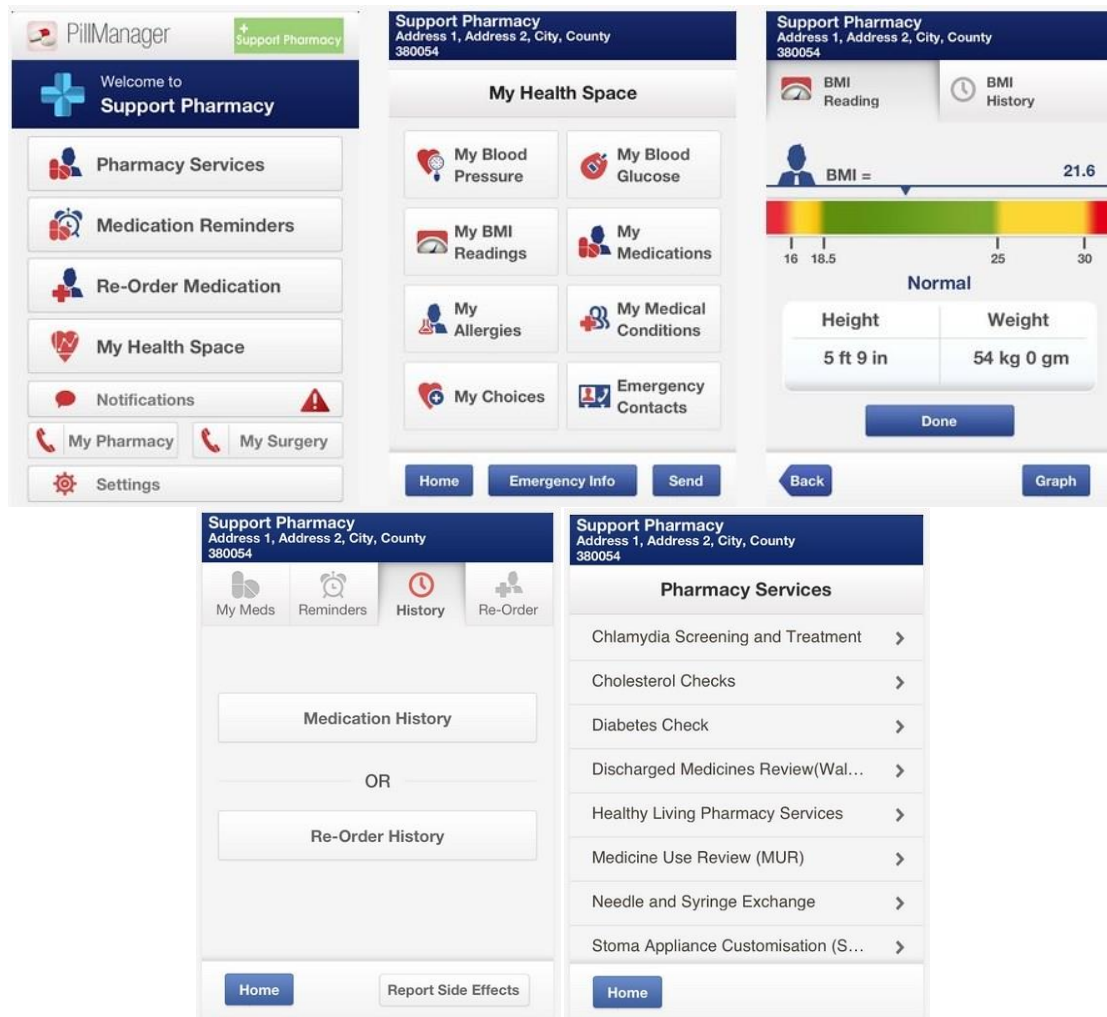 PillManager
Support Pharmacy
Welcome to
Support Pharmacy
Pharmacy Services
Medication Reminders
Re-Order Medication
My Health Space
Notifications
My Pharmacy
My Surgery
Settings
Support Pharmacy
Address 1, Address 2, City, County
380054
My Health Space
My Blood
Pressure
My Blood
Glucose
My BMI
Readings
My
Medications
My
Allergies
My Medical
Conditions
My Choices
Emergency
Contacts
Home
Emergency Info
Send
Support Pharmacy
Address 1, Address 2, City, County
380054
BMI
Reading
BMI
History
BMI =
21.6
16
18.5
25
30
Normal
Height
Weight
5 ft 9 in
54 kg 0 gm
Done
Back
Graph
Support Pharmacy
Address 1, Address 2, City, County
380054
My Meds
Reminders
History
Re-Order
Medication History
OR
Re-Order History
Home
Report Side Effects
Support Pharmacy
Address 1, Address 2, City, County
380054
Pharmacy Services
Chlamydia Screening and Treatment
Cholesterol Checks
Diabetes Check
Discharged Medicines Review(Wal...
Healthy Living Pharmacy Services
Medicine Use Review (MUR)
Needle and Syringe Exchange
Stoma Appliance Customisation (S...
Home